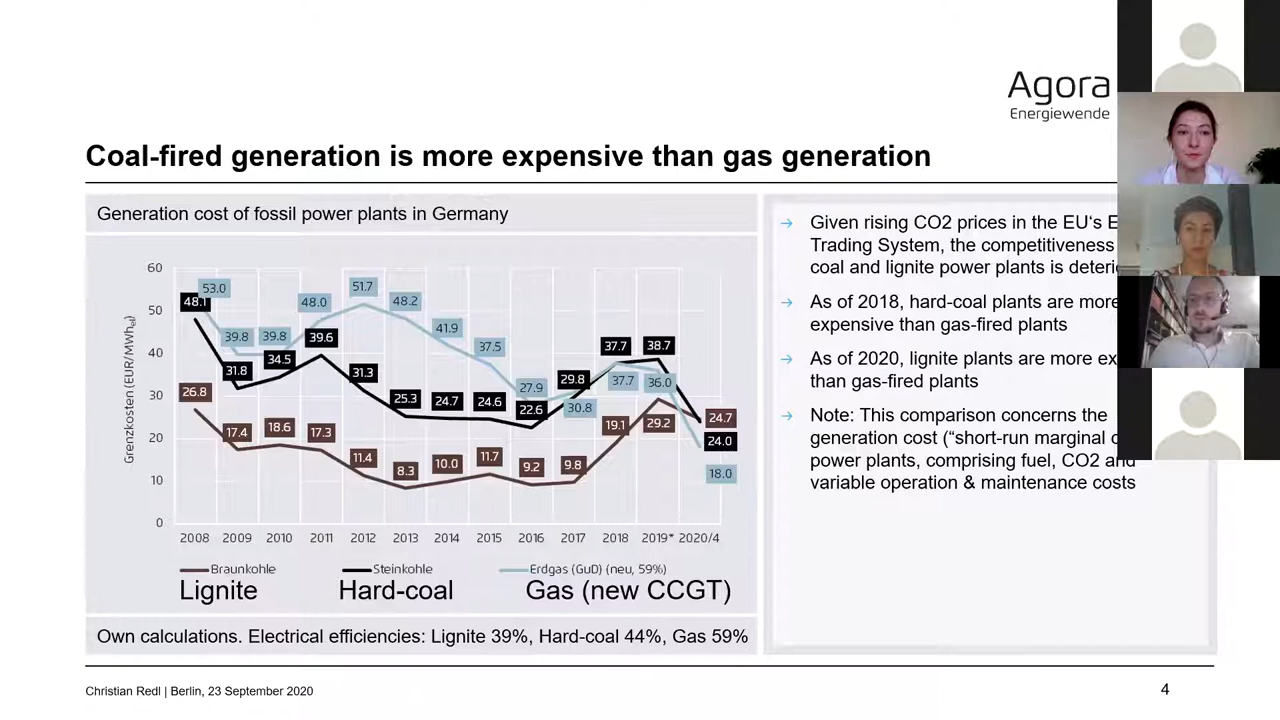 Agora
Energiewende
Coal-fired generation is more expensive than gas generation
Generation cost of fossil power plants in Germany
Grenzkosten (EUR/MWhel)
60
50
40
30
20
10
0
53.0
39.8
39.8
48.0
51.7
48.2
41.9
37.5
27.9
30.8
37.7
36.0
18.0
48.1
31.8
34.5
39.6
31.3
25.3
24.7
24.6
22.6
29.8
37.7
38.7
24.0
26.8
17.4
18.6
17.3
11.4
8.3
10.0
11.7
9.2
9.8
19.1
29.2
24.7
2008 2009 2010 2011 2012 2013 2014 2015 2016 2017 2018 2019* 2020/4
Braunkohle Steinkohle Erdgas (GuD) (neu, 59%)
Lignite Hard-coal Gas (new CCGT)
Own calculations. Electrical efficiencies: Lignite 39%, Hard-coal 44%, Gas 59%
→ Given rising CO2 prices in the EU's
Trading System, the competitiveness
coal and lignite power plants is
→ As of 2018, hard-coal plants are more
expensive than gas-fired plants
→ As of 2020, lignite plants are more
than gas-fired plants
→ Note: This comparison concerns the
generation cost ("short-run marginal
power plants, comprising fuel, CO2 and
variable operation & maintenance costs
Christian Redl | Berlin, 23 September 2020
4